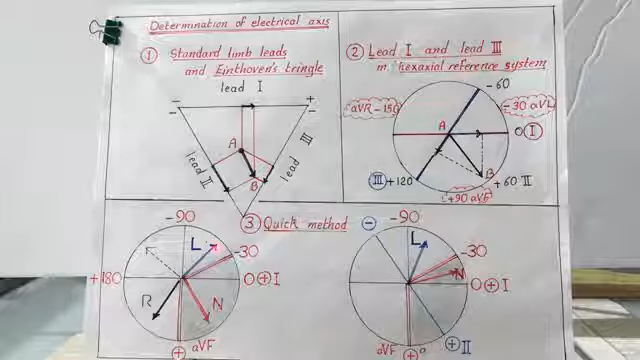 Determination of electrical axis
① Standard limb leads
and Einthoven's tringle
lead I
− +
− −
A
B
lead II
lead III
② Lead I and lead III
in hexaxial reference system
−60
aVR −150
−30 aVL
A
0 I
B
III +120
+60 II
+90 aVF
③ Quick method
−90
L
−30
+180
0 + I
R
N
+ aVF
−
−90
L
−30
N
0 + I
+ II
aVF +